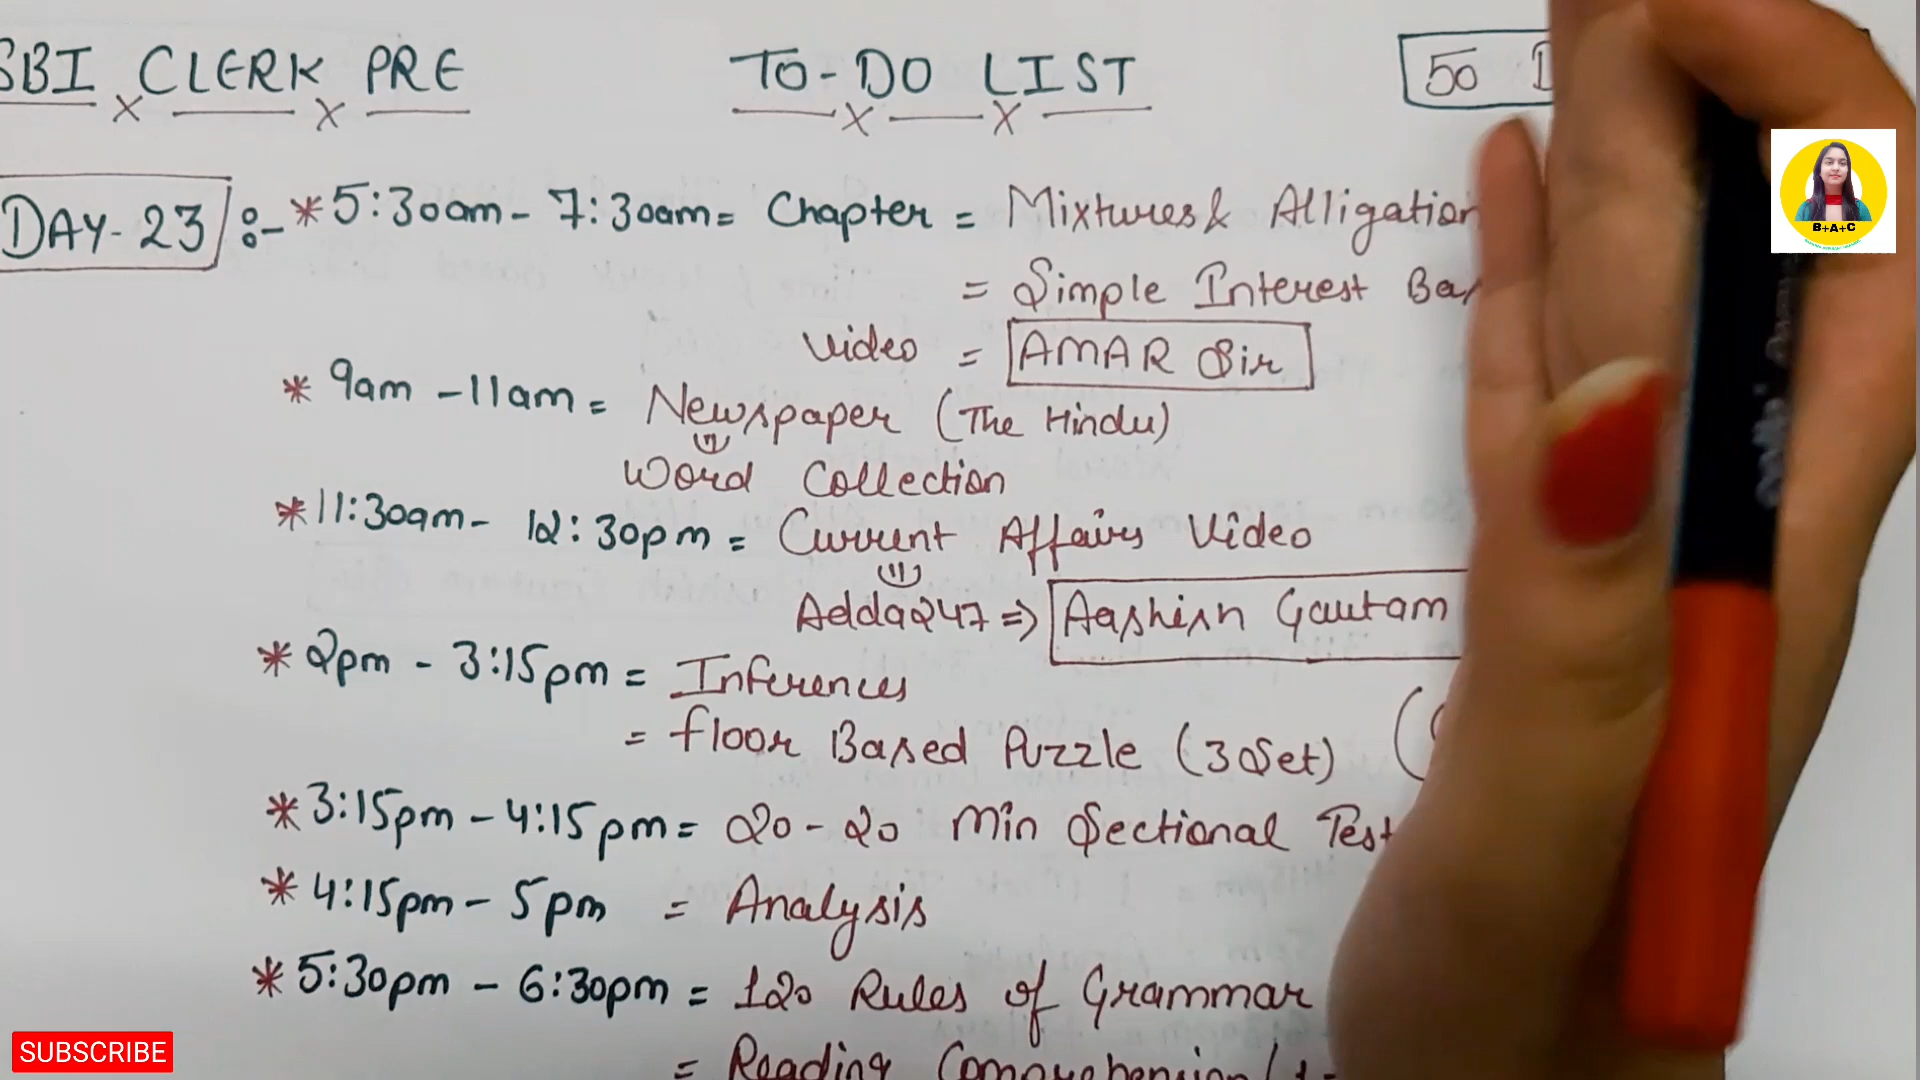 SBI CLERK PRE TO-DO LIST 50
DAY-23 :- * 5:30am - 7:30am = Chapter = Mixtures & Alligation
= Simple Interest
Video = AMAR Sir
* 9am - 11am = Newspaper (The Hindu)
Word Collection
* 11:30am - 12:30pm = Current Affairs Video
Adda247 => Aashish Gautam
* 2pm - 3:15pm = Inferences
= Floor Based Puzzle (3 Set) (
* 3:15pm - 4:15pm = 20-20 Min Sectional Test
* 4:15pm - 5pm = Analysis
* 5:30pm - 6:30pm = 120 Rules of Grammar
= Reading Comprehension
B+A+C
SUBSCRIBE